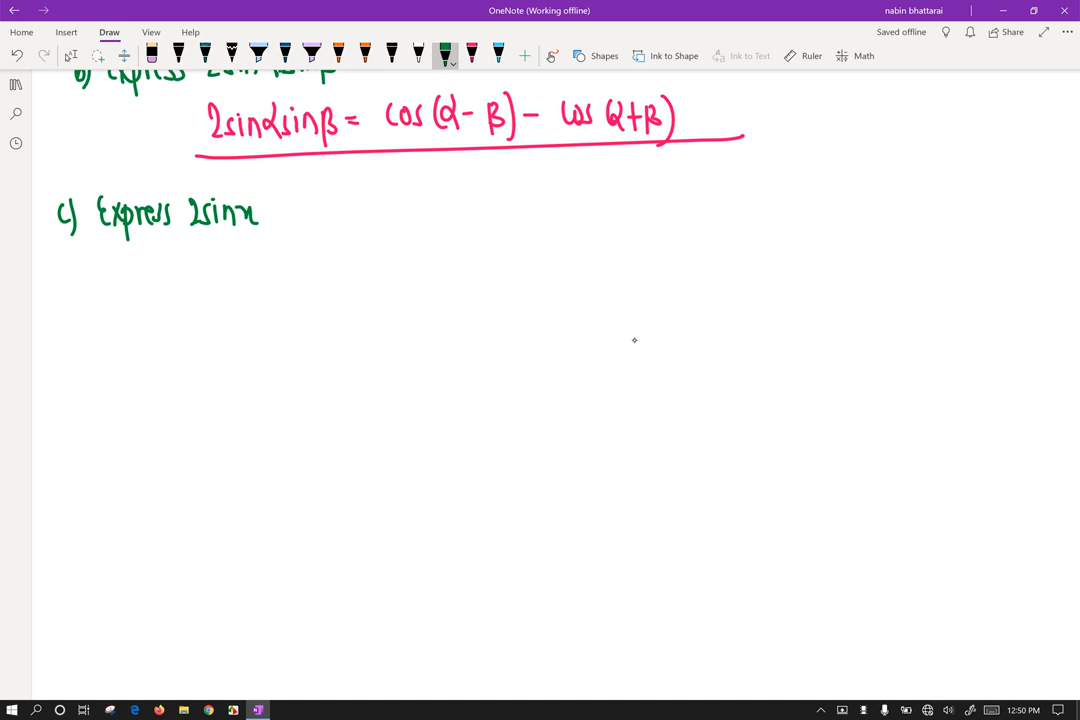 OneNote (Working offline)
nabin bhattarai
Home Insert Draw View Help
Saved offline
Share
Shapes
Ink to Shape
Ink to Text
Ruler
Math
b) Express
2sinαsinβ = cos(α-β) - cos(α+β)
c) Express 2sinx
12:50 PM